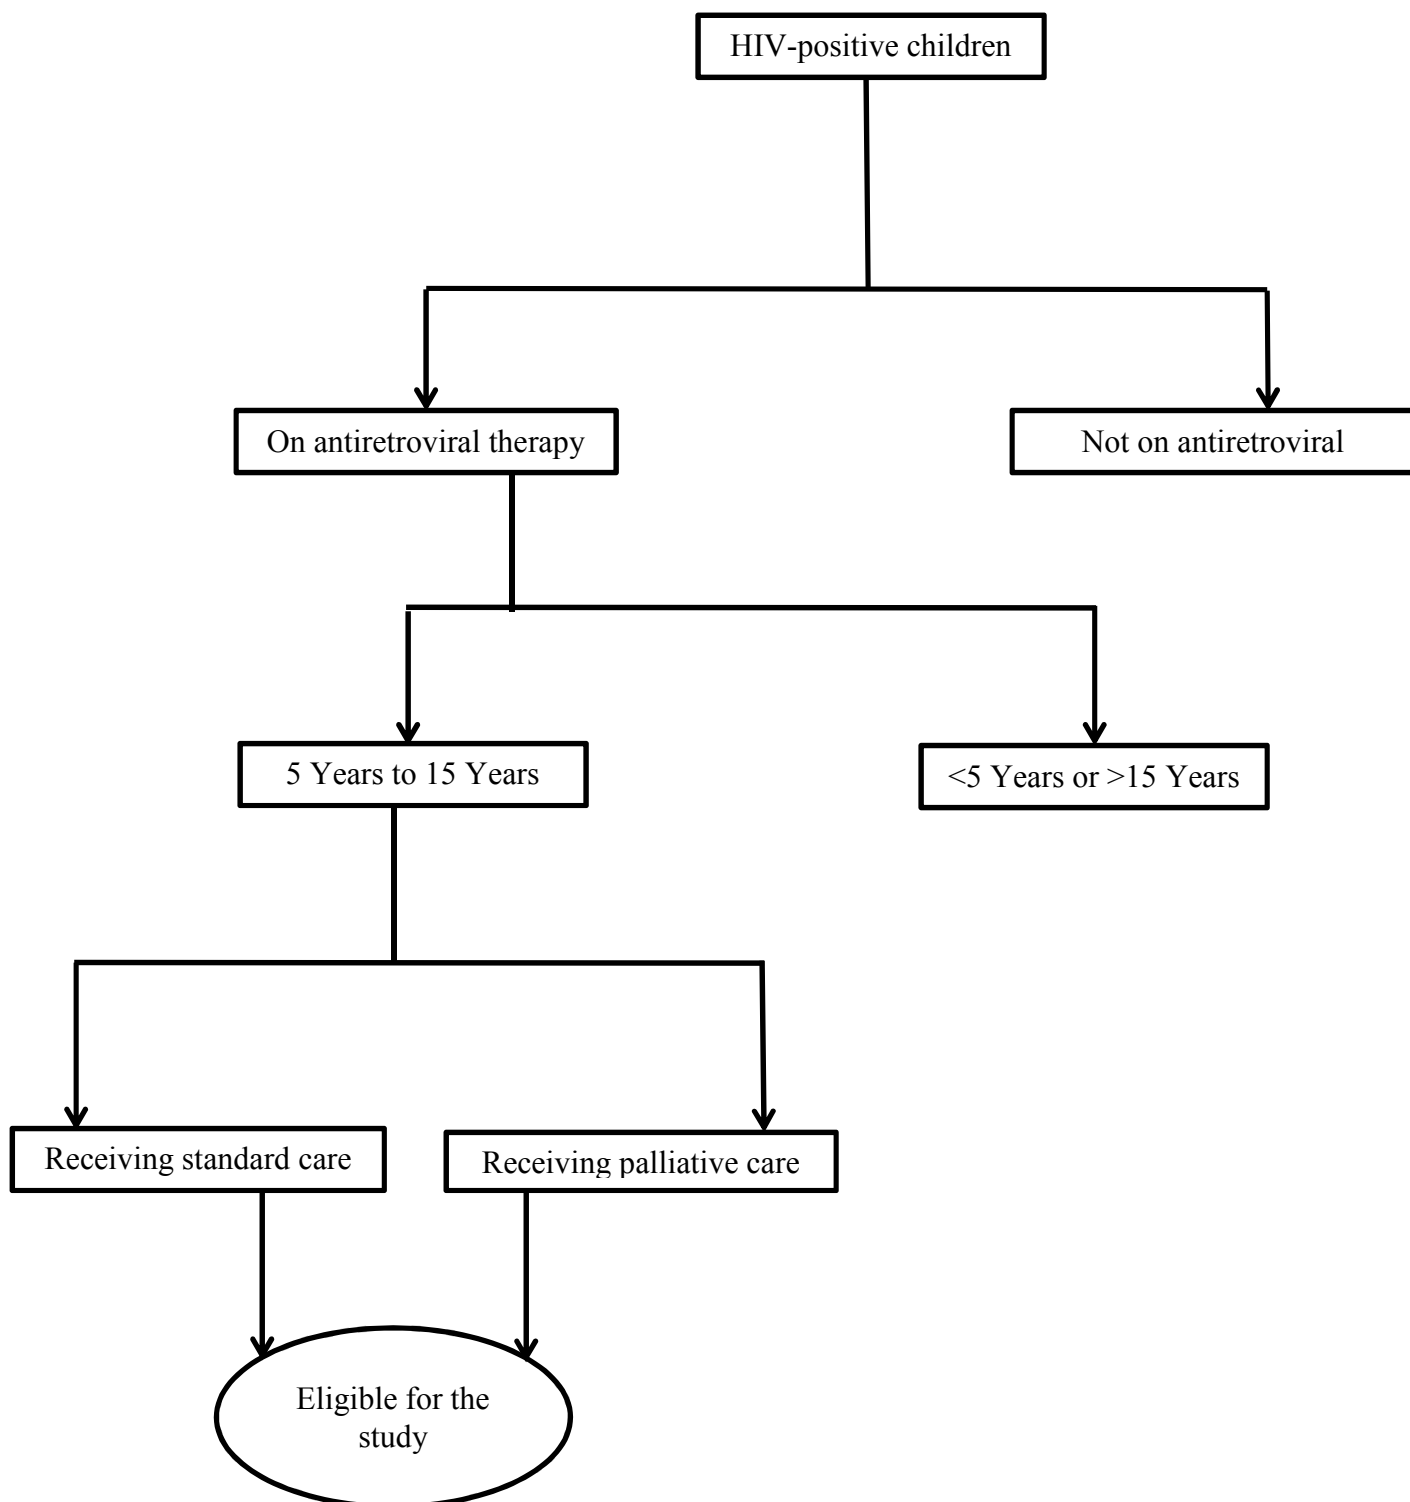 HIV-positive children
On antiretroviral therapy
Not on antiretroviral
5 Years to 15 Years
<5 Years or >15 Years
Receiving standard care
Receiving palliative care
Eligible for the
study